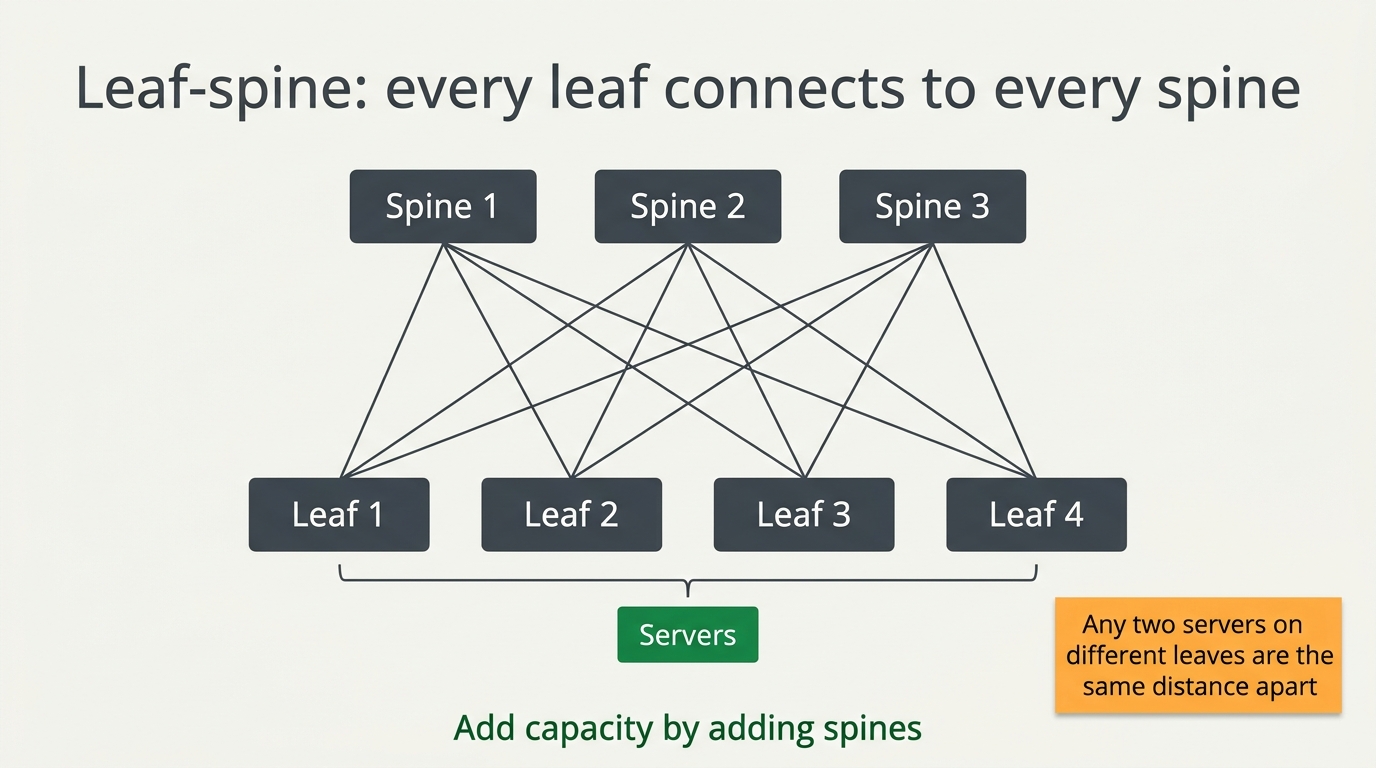 Leaf-spine: every leaf connects to every spine
Spine 1
Spine 2
Spine 3
Leaf 1
Leaf 2
Leaf 3
Leaf 4
Servers
Any two servers on
different leaves are the
same distance apart
Add capacity by adding spines